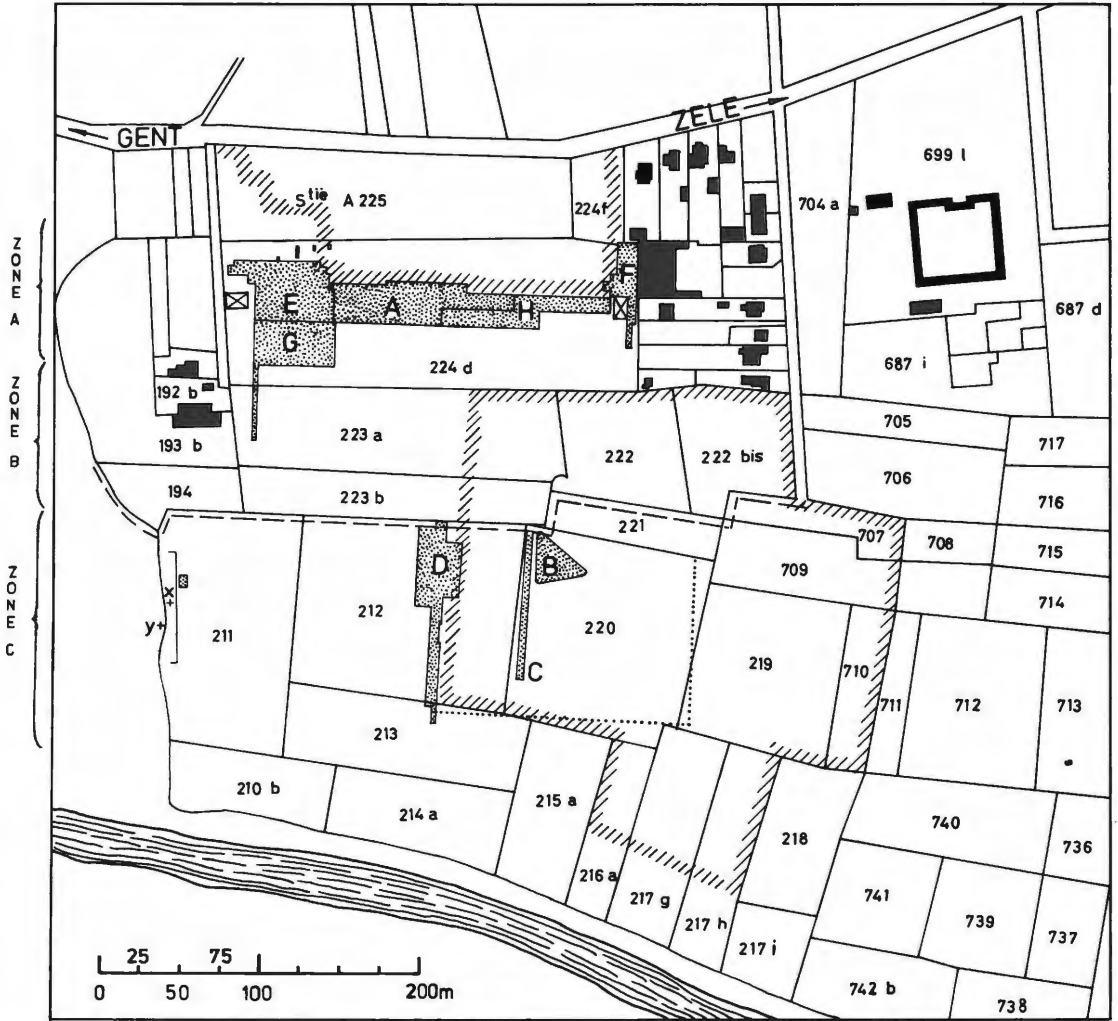 GENT
ZELE
699 l
Stië A 225
224f
704 a
ZONE A
F
687 d
E
A
H
G
687 i
224 d
ZONE B
192 b
705
717
223 a
193 b
222
222 bis
706
716
194
223 b
221
707
708
715
D
B
709
714
ZONE C
x
y
211
212
220
219
710
711
712
713
C
213
210 b
215 a
214 a
218
740
736
216 a
741
217 g
739
737
217 h
217 i
742 b
738
25 75
0 50 100 200m